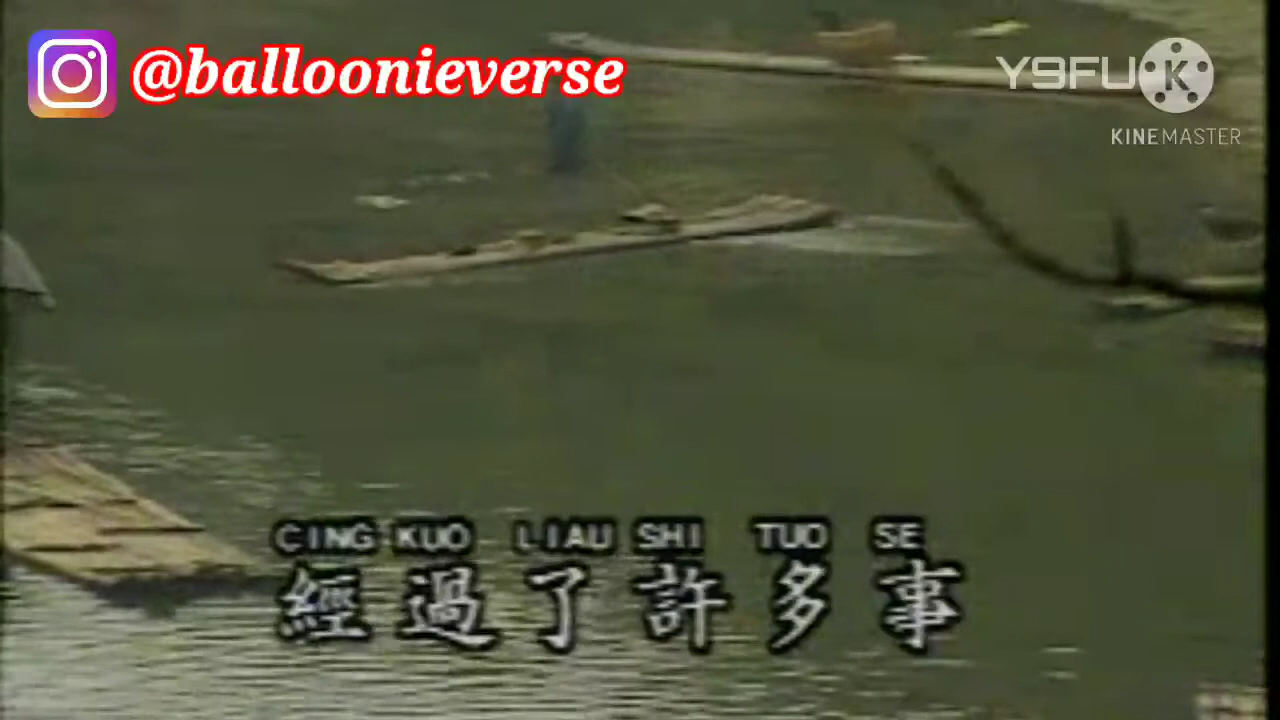 @balloonieverse
Y9FU
K
KINEMASTER
CING KUO LIAU SHI TUO SE
經過了許多事